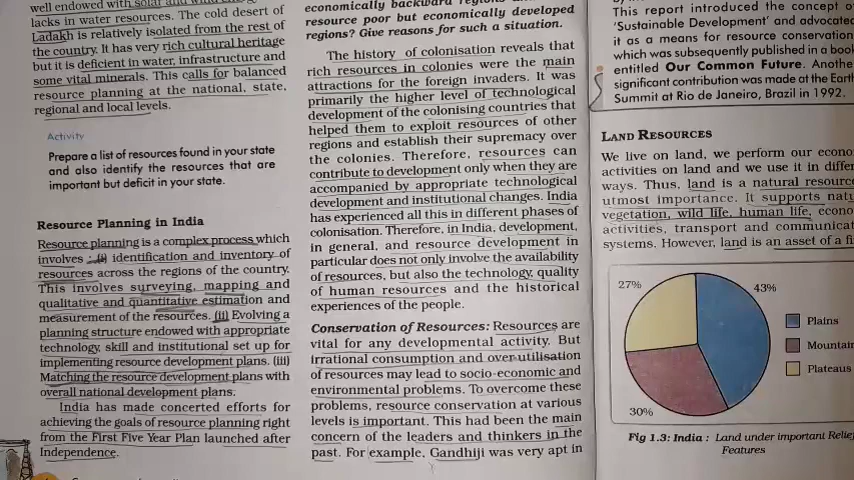 well endowed with solar and wind
lacks in water resources. The cold desert of
Ladakh is relatively isolated from the rest of
the country. It has very rich cultural heritage
but it is deficient in water, infrastructure and
some vital minerals. This calls for balanced
resource planning at the national, state,
regional and local levels.
Activity
Prepare a list of resources found in your state
and also identify the resources that are
important but deficit in your state.
Resource Planning in India
Resource planning is a complex process which
involves : (i) identification and inventory of
resources across the regions of the country.
This involves surveying, mapping and
qualitative and quantitative estimation and
measurement of the resources. (ii) Evolving a
planning structure endowed with appropriate
technology, skill and institutional set up for
implementing resource development plans. (iii)
Matching the resource development plans with
overall national development plans.
India has made concerted efforts for
achieving the goals of resource planning right
from the First Five Year Plan launched after
Independence.
economically backward
resource poor but economically developed
regions? Give reasons for such a situation.
The history of colonisation reveals that
rich resources in colonies were the main
attractions for the foreign invaders. It was
primarily the higher level of technological
development of the colonising countries that
helped them to exploit resources of other
regions and establish their supremacy over
the colonies. Therefore, resources can
contribute to development only when they are
accompanied by appropriate technological
development and institutional changes. India
has experienced all this in different phases of
colonisation. Therefore, in India, development,
in general, and resource development in
particular does not only involve the availability
of resources, but also the technology, quality
of human resources and the historical
experiences of the people.
Conservation of Resources: Resources are
vital for any developmental activity. But
irrational consumption and over-utilisation
of resources may lead to socio-economic and
environmental problems. To overcome these
problems, resource conservation at various
levels is important. This had been the main
concern of the leaders and thinkers in the
past. For example, Gandhiji was very apt in
This report introduced the concept o
'Sustainable Development' and advocate
it as a means for resource conservation
which was subsequently published in a book
entitled Our Common Future. Anothe
significant contribution was made at the Earth
Summit at Rio de Janeiro, Brazil in 1992.
LAND RESOURCES
We live on land, we perform our econo
activities on land and we use it in differ
ways. Thus, land is a natural resource
utmost importance. It supports natu
vegetation, wild life, human life, econo
activities, transport and communicat
systems. However, land is an asset of a fi
27%
43%
30%
Plains
Mountain
Plateaus
Fig 1.3: India : Land under important Relie
Features